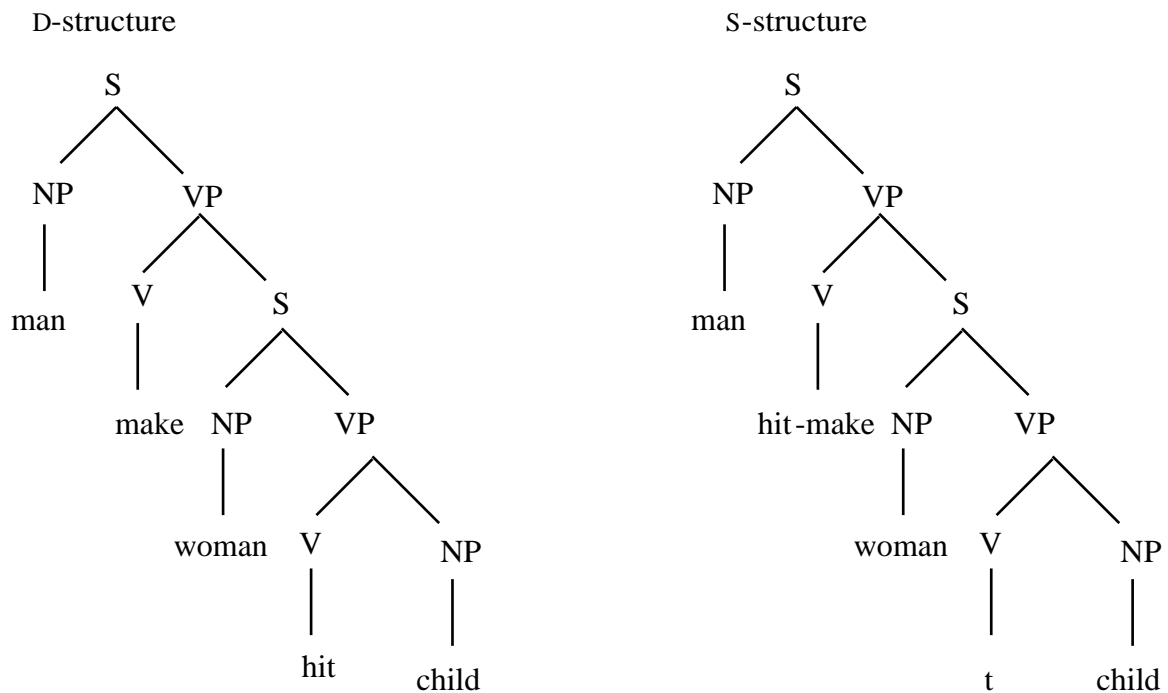 D-structure S-structure
S S
NP VP NP VP
man V S man V S
make NP VP hit-make NP VP
woman V NP woman V NP
hit child t child